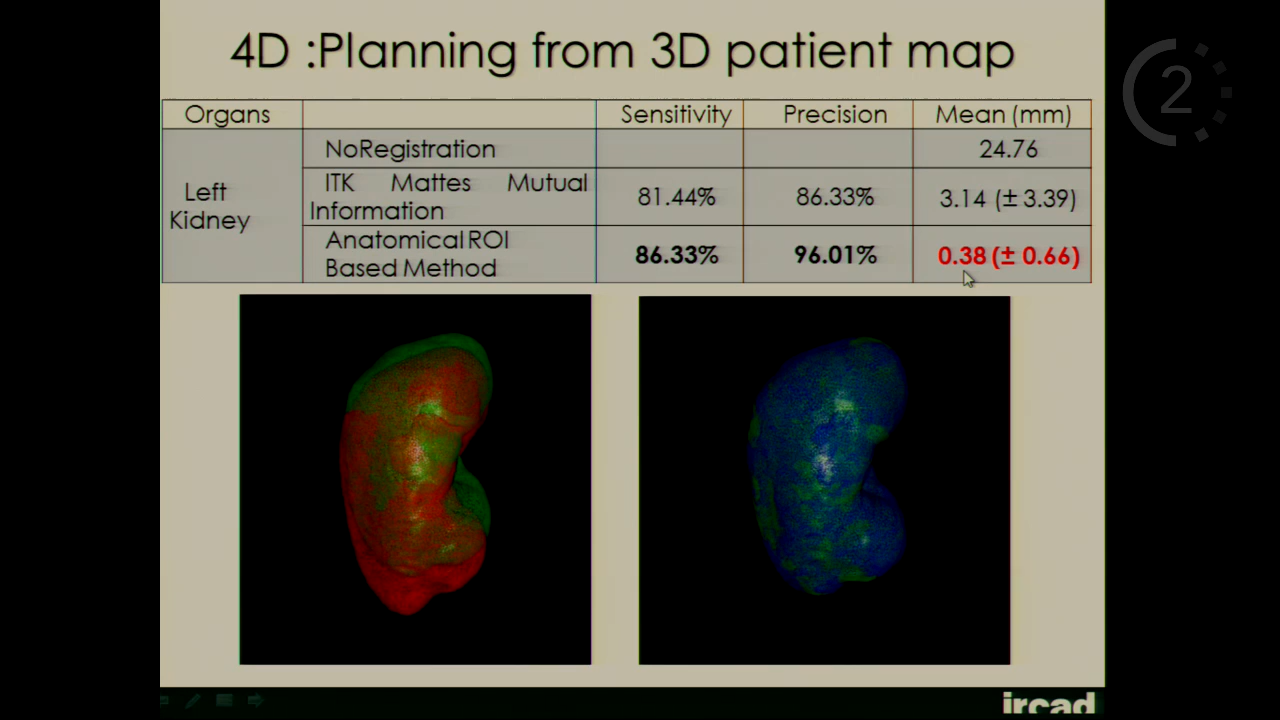 4D :Planning from 3D patient map
2
Organs Sensitivity Precision Mean (mm)
Left Kidney
NoRegistration 24.76
ITK Mattes Mutual Information 81.44% 86.33% 3.14 (± 3.39)
Anatomical ROI Based Method 86.33% 96.01% 0.38 (± 0.66)
ircad